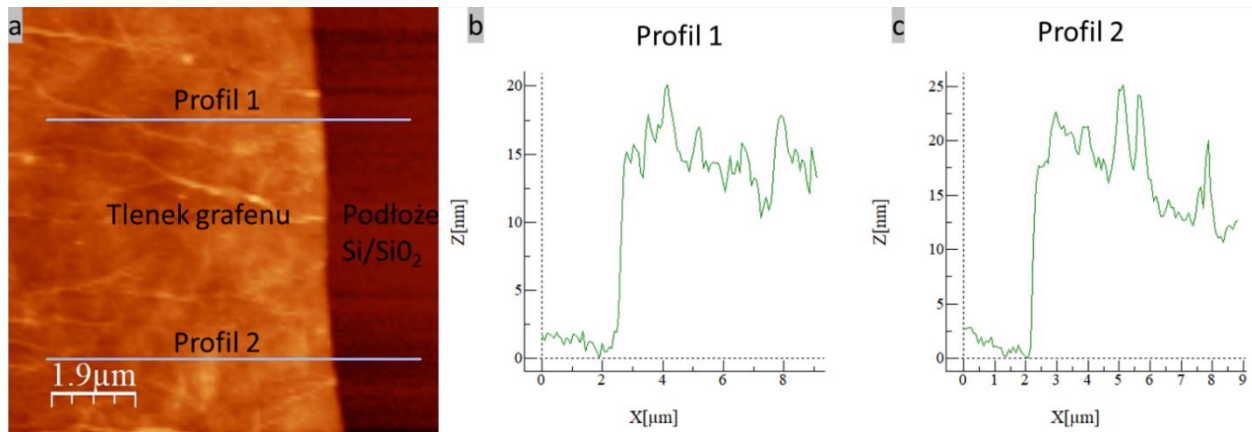 a
Profil 1
Tlenek grafenu
Podłoże
Si/SiO₂
Profil 2
1.9µm
b
Profil 1
20
15
10
5
0
Z[nm]
0 2 4 6 8
X[µm]
c
Profil 2
25
20
15
10
5
0
Z[nm]
0 1 2 3 4 5 6 7 8 9
X[µm]